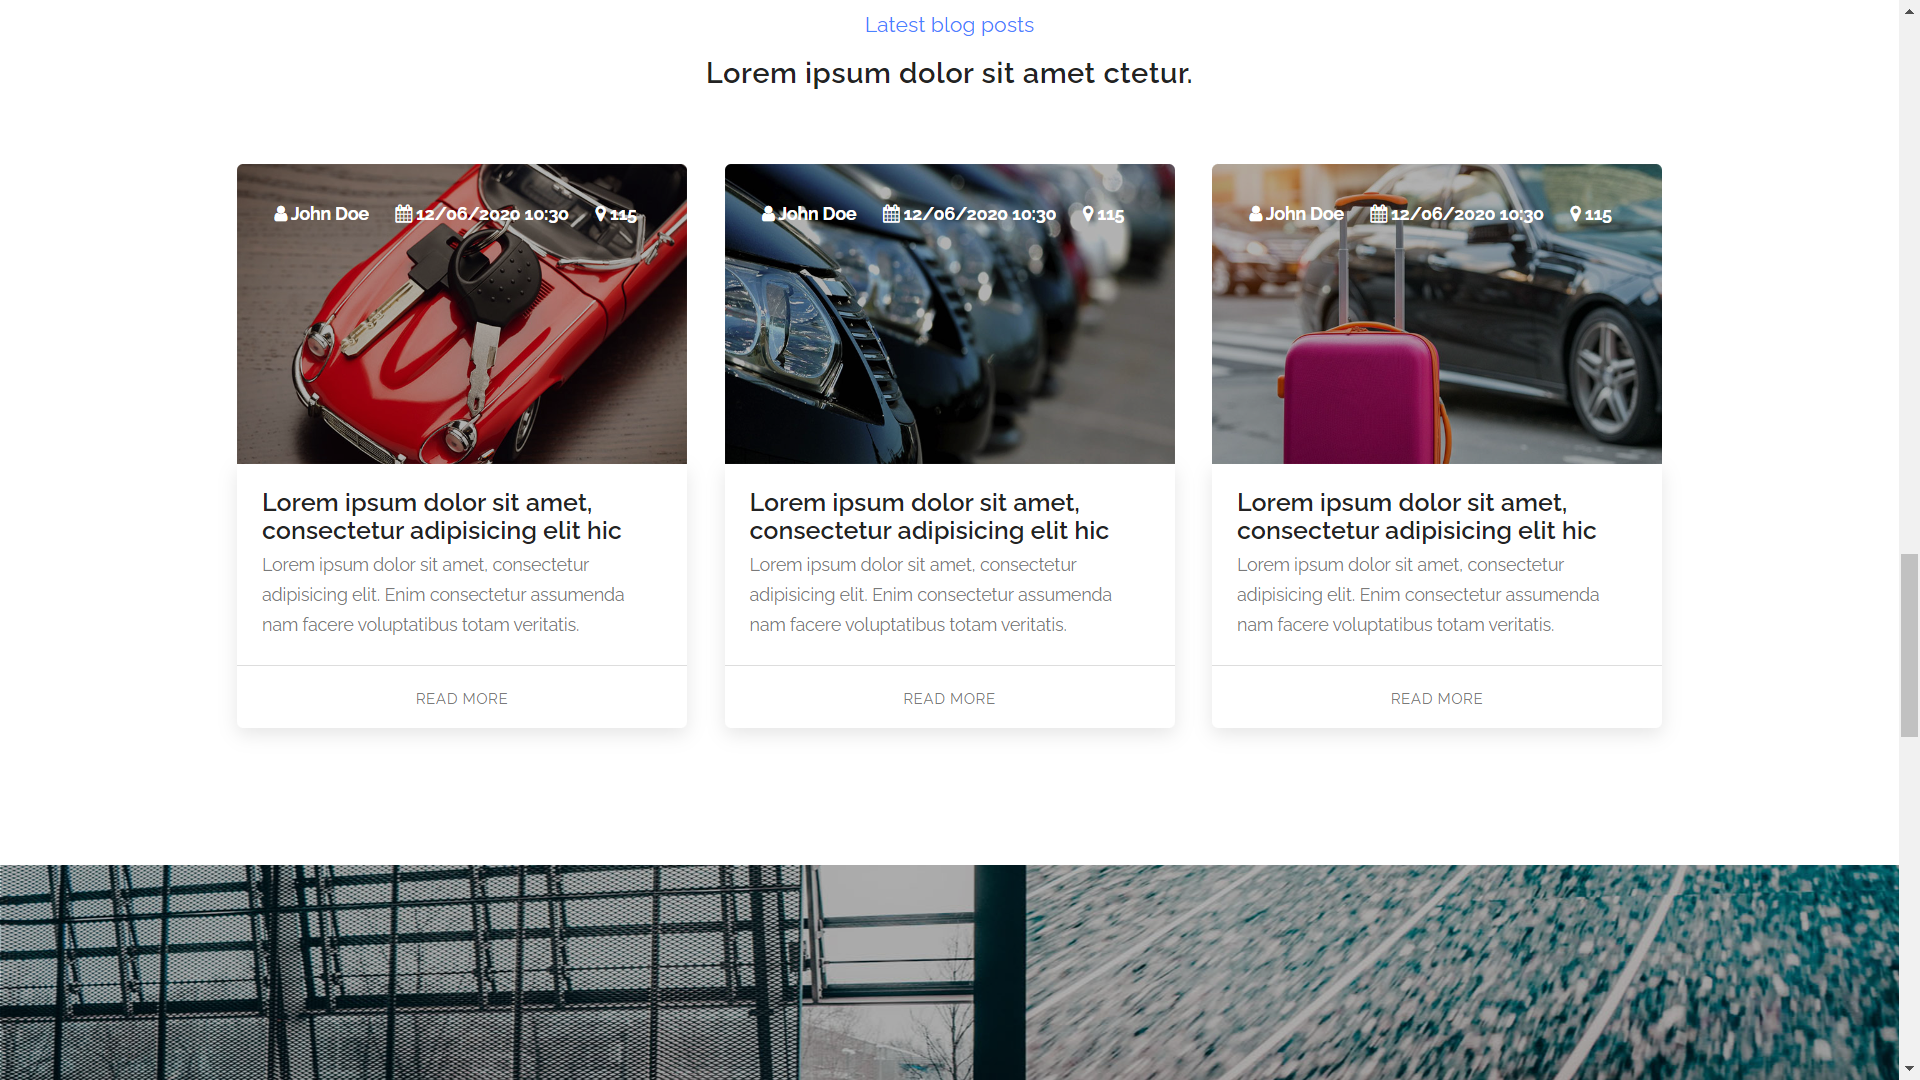 Latest blog posts
Lorem ipsum dolor sit amet ctetur.
John Doe 12/06/2020 10:30 115
John Doe 12/06/2020 10:30 115
John Doe 12/06/2020 10:30 115
Lorem ipsum dolor sit amet,
consectetur adipisicing elit hic
Lorem ipsum dolor sit amet, consectetur
adipisicing elit. Enim consectetur assumenda
nam facere voluptatibus totam veritatis.
READ MORE
Lorem ipsum dolor sit amet,
consectetur adipisicing elit hic
Lorem ipsum dolor sit amet, consectetur
adipisicing elit. Enim consectetur assumenda
nam facere voluptatibus totam veritatis.
READ MORE
Lorem ipsum dolor sit amet,
consectetur adipisicing elit hic
Lorem ipsum dolor sit amet, consectetur
adipisicing elit. Enim consectetur assumenda
nam facere voluptatibus totam veritatis.
READ MORE